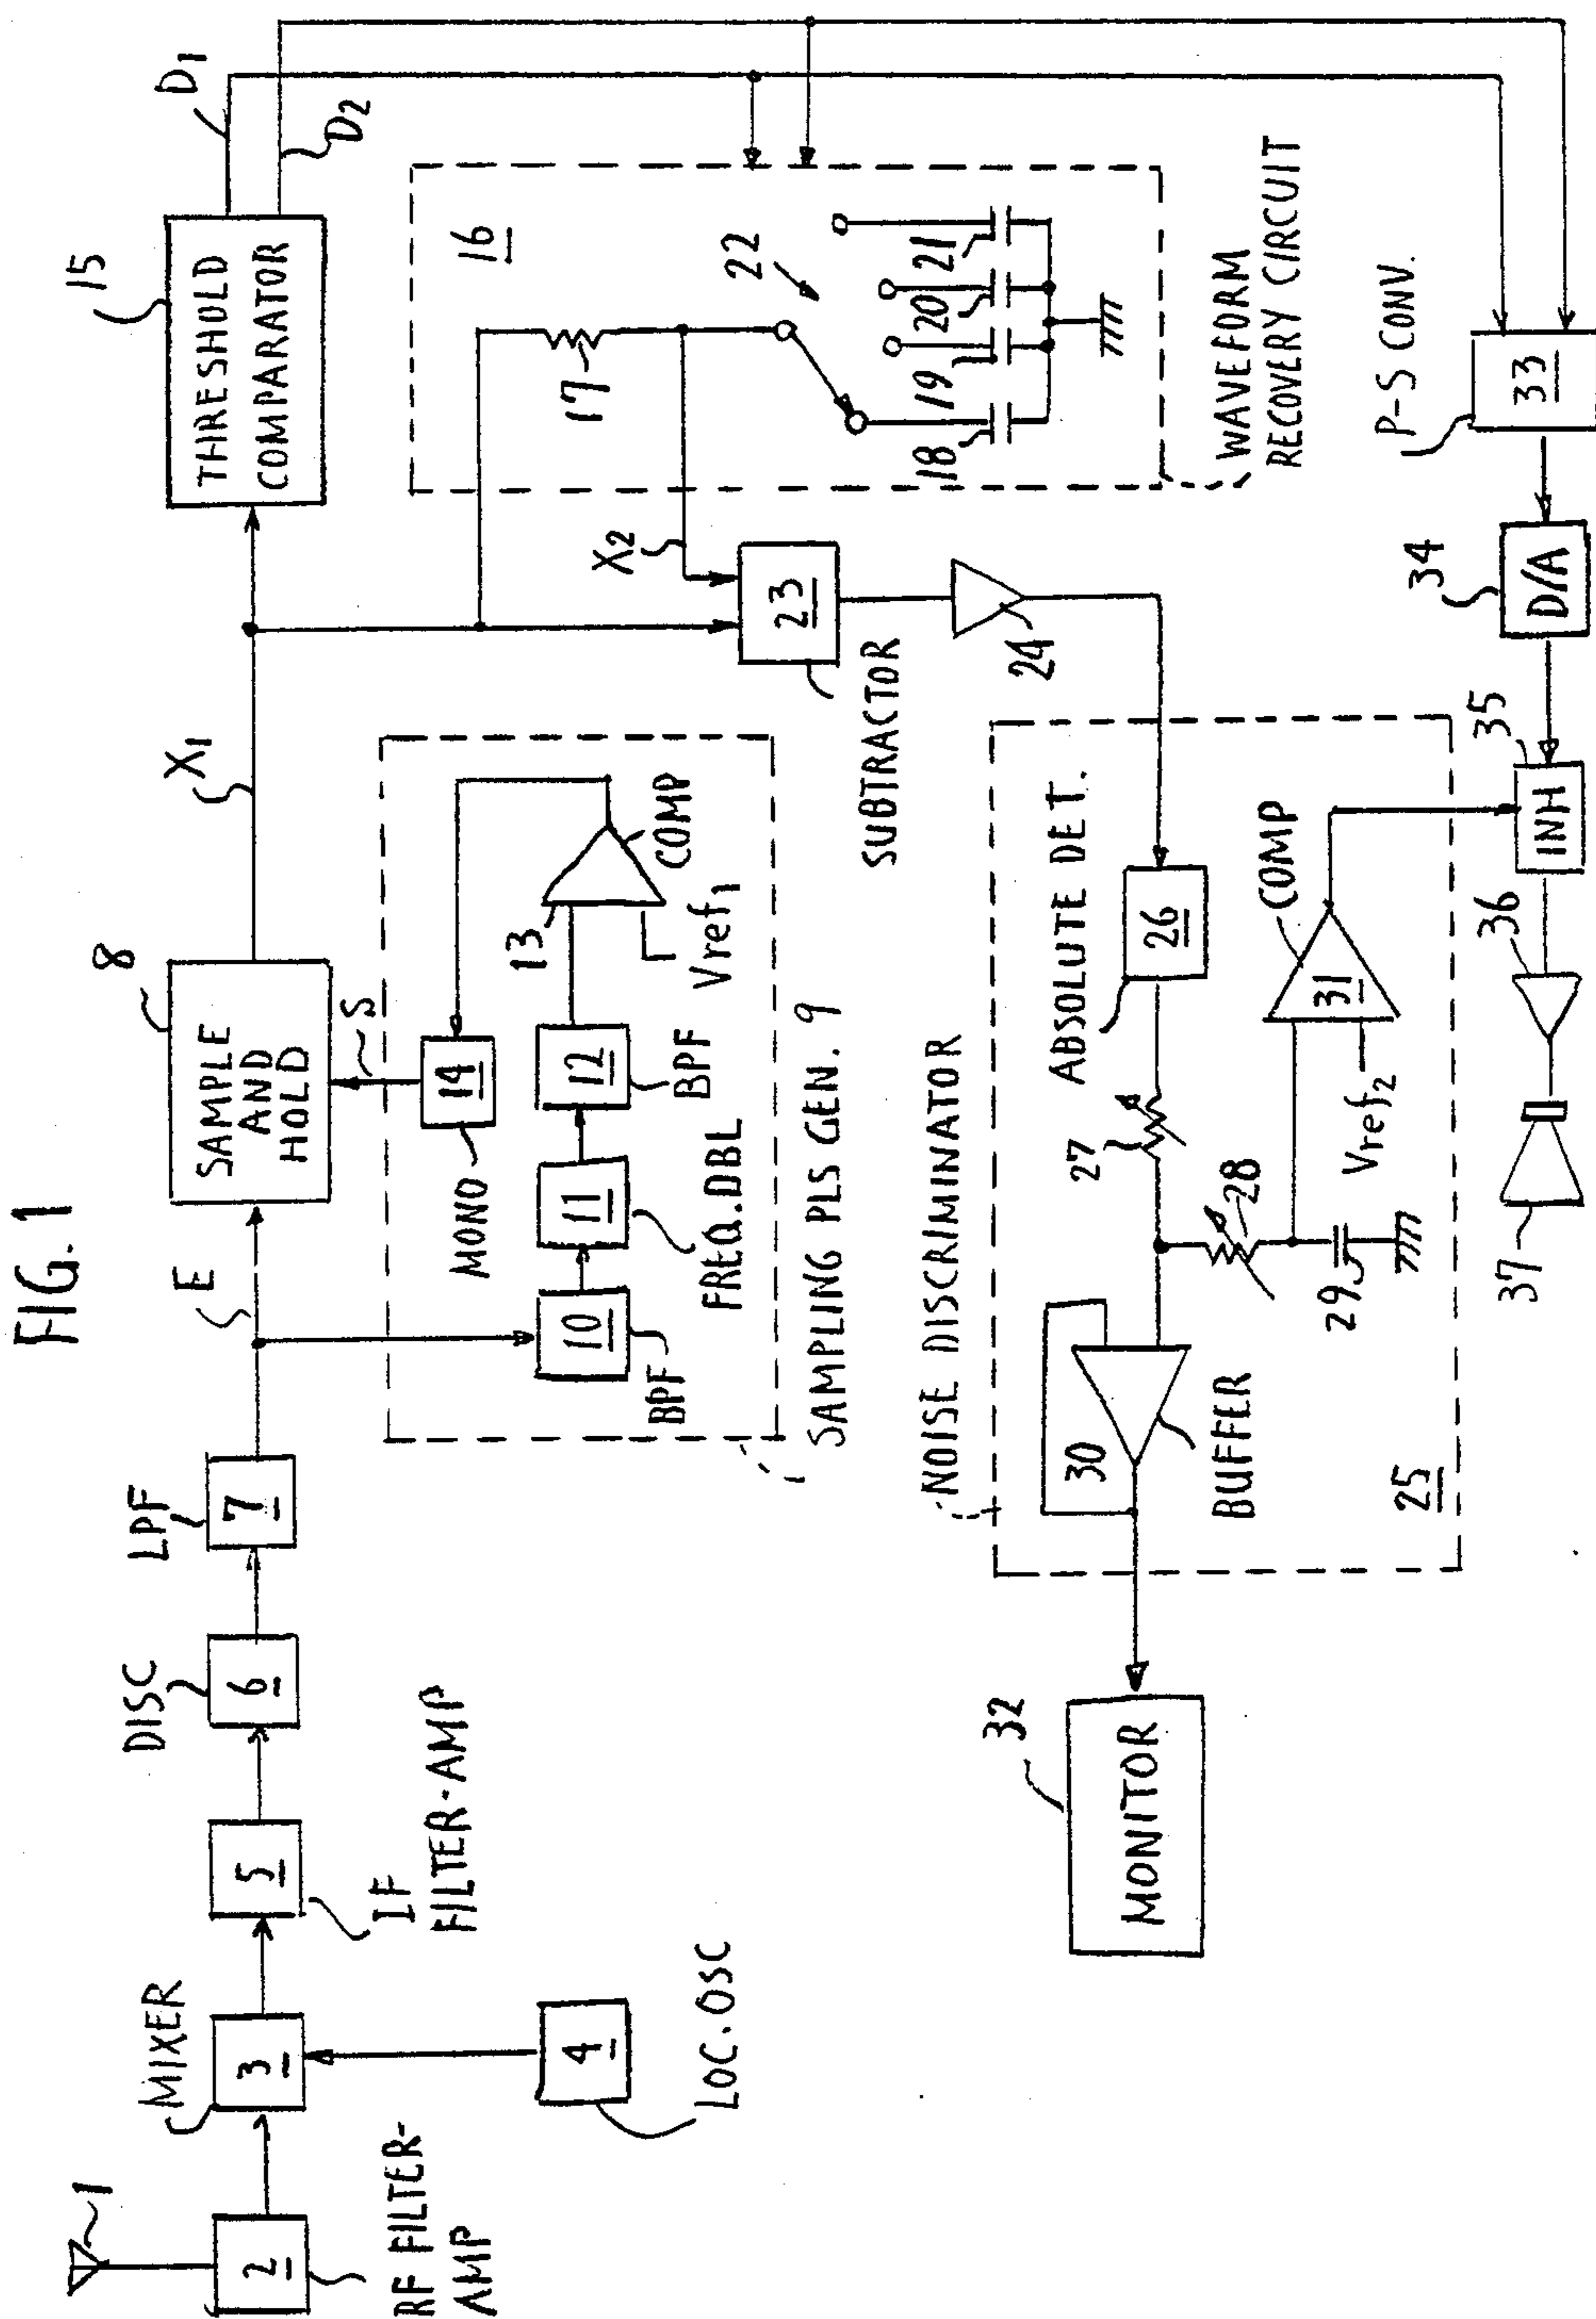 FIG. 1
1
2
RF FILTER-
AMP
MIXER
3
4
LOC.OSC
5
IF
FILTER-AMP
DISC
6
LPF
7
E
8
SAMPLE
AND
HOLD
S
X1
15
THRESHOLD
COMPARATOR
D1
D2
10
BPF
11
FREQ.DBL
12
BPF
13
COMP
Vref1
14
MONO
SAMPLING PLS GEN. 9
16
17
18
19
20
21
22
WAVEFORM
RECOVERY CIRCUIT
X2
23
SUBTRACTOR
24
NOISE DISCRIMINATOR
25
ABSOLUTE DET.
26
27
28
29
30
BUFFER
COMP
31
Vref2
32
MONITOR
P-S CONV.
33
34
D/A
35
INH
36
37